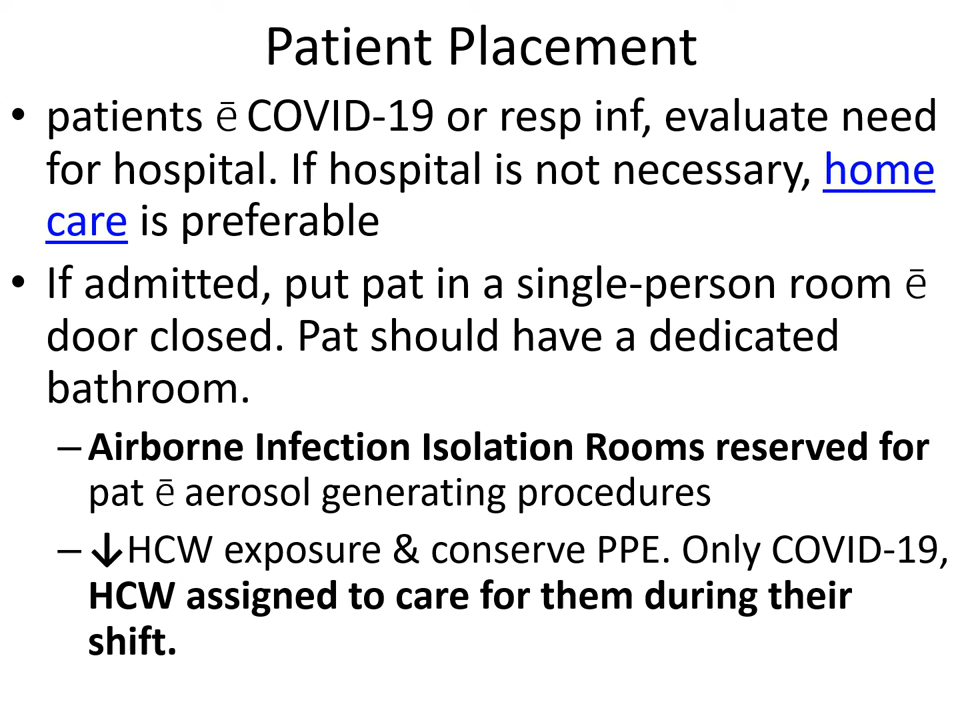 Patient Placement
• patients ē COVID-19 or resp inf, evaluate need
for hospital. If hospital is not necessary, home
care is preferable
• If admitted, put pat in a single-person room ē
door closed. Pat should have a dedicated
bathroom.
– Airborne Infection Isolation Rooms reserved for
pat ē aerosol generating procedures
– ↓HCW exposure & conserve PPE. Only COVID-19,
HCW assigned to care for them during their
shift.